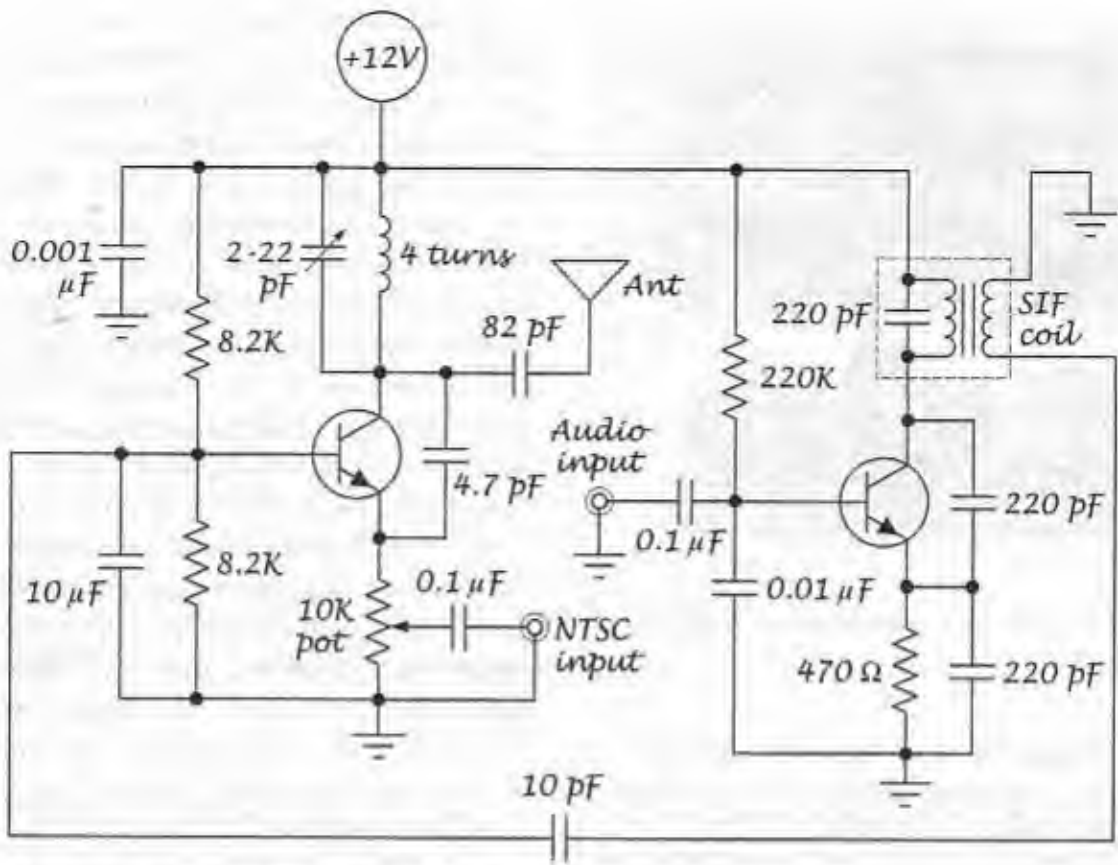 +12V
0.001
μF
2-22
pF
4 turns
Ant
82 pF
8.2K
220 pF
SIF
coil
220K
Audio
input
4.7 pF
0.1 μF
220 pF
10 μF
8.2K
0.1 μF
10K
pot
NTSC
input
0.01 μF
470 Ω
220 pF
10 pF